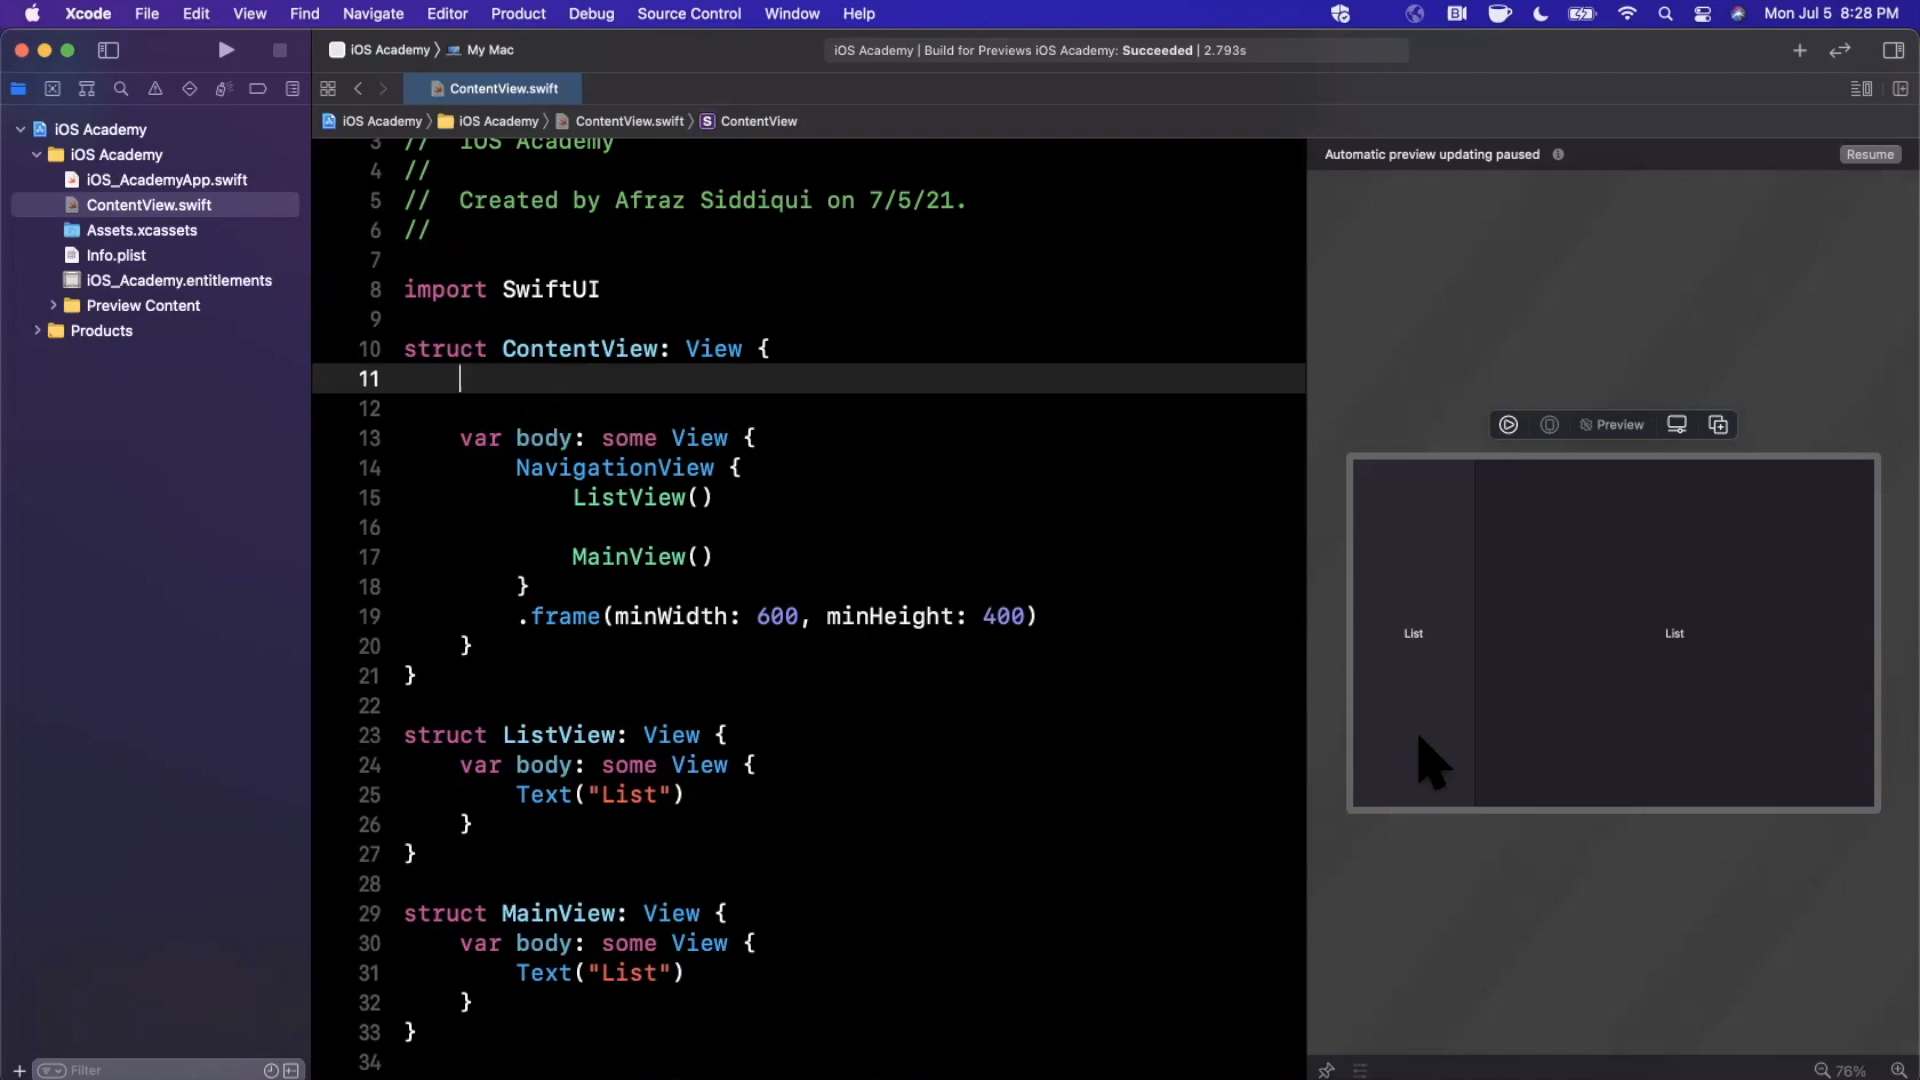 Xcode File Edit View Find Navigate Editor Product Debug Source Control Window Help Mon Jul 5 8:28 PM
iOS Academy 〉 My Mac
iOS Academy | Build for Previews iOS Academy: Succeeded | 2.793s
ContentView.swift
iOS Academy 〉 iOS Academy 〉 ContentView.swift 〉 S ContentView
iOS Academy
iOS Academy
iOS_AcademyApp.swift
ContentView.swift
Assets.xcassets
Info.plist
iOS_Academy.entitlements
Preview Content
Products
Filter
3 // iOS Academy
4 //
5 // Created by Afraz Siddiqui on 7/5/21.
6 //
7
8 import SwiftUI
9
10 struct ContentView: View {
11
12
13 var body: some View {
14 NavigationView {
15 ListView()
16
17 MainView()
18 }
19 .frame(minWidth: 600, minHeight: 400)
20 }
21 }
22
23 struct ListView: View {
24 var body: some View {
25 Text("List")
26 }
27 }
28
29 struct MainView: View {
30 var body: some View {
31 Text("List")
32 }
33 }
34
Automatic preview updating paused Resume
Preview
List List
76%